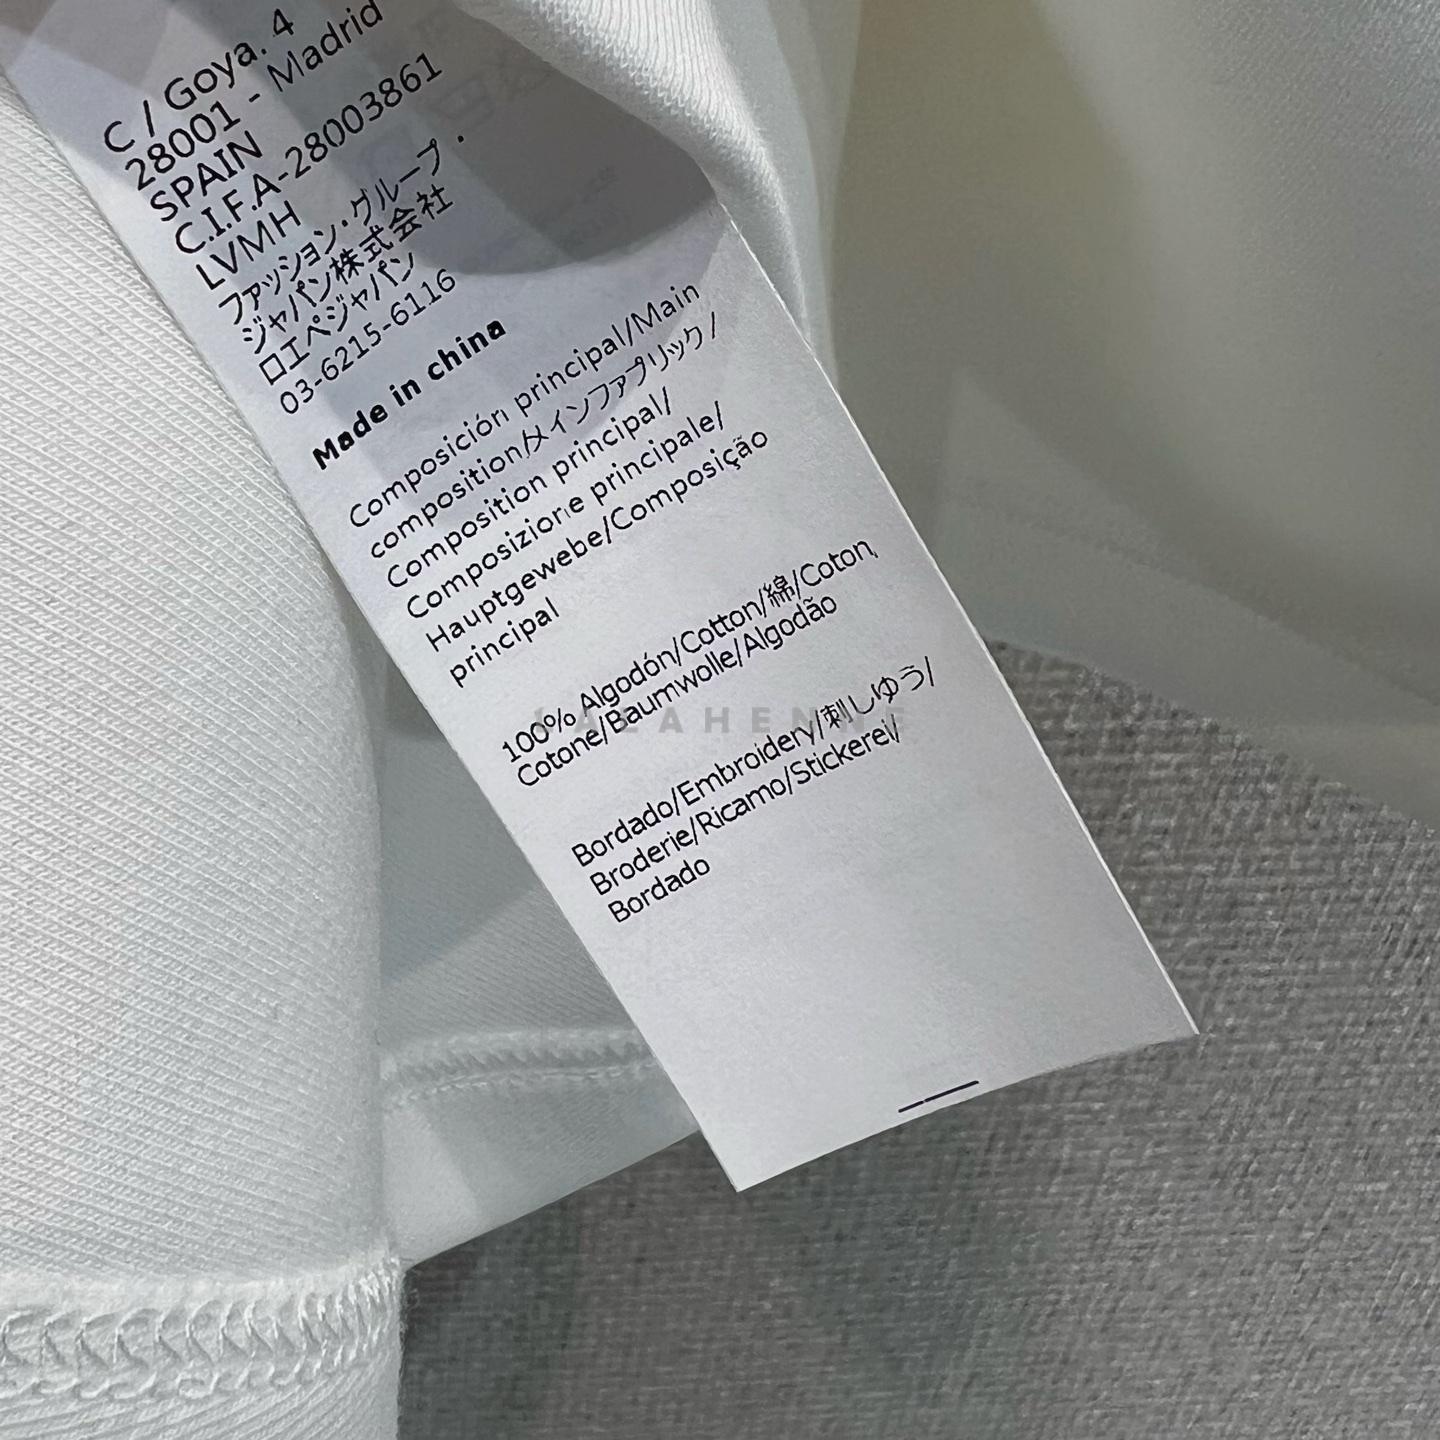 C / Goya. 4
28001 - Madrid
SPAIN
C.I.F.A-28003861
LVMH
ファッション・グループ・
ジャパン株式会社
ロエベジャパン
03-6215-6116
Made in china
Composición principal/Main
composition/メインファブリック/
Composition principal/
Composizione principale/
Hauptgewebe/Composição
principal
100% Algodón/Cotton/綿/Coton,
Cotone/Baumwolle/Algodão
Bordado/Embroidery/刺しゆう/
Broderie/Ricamo/Stickerei/
Bordado